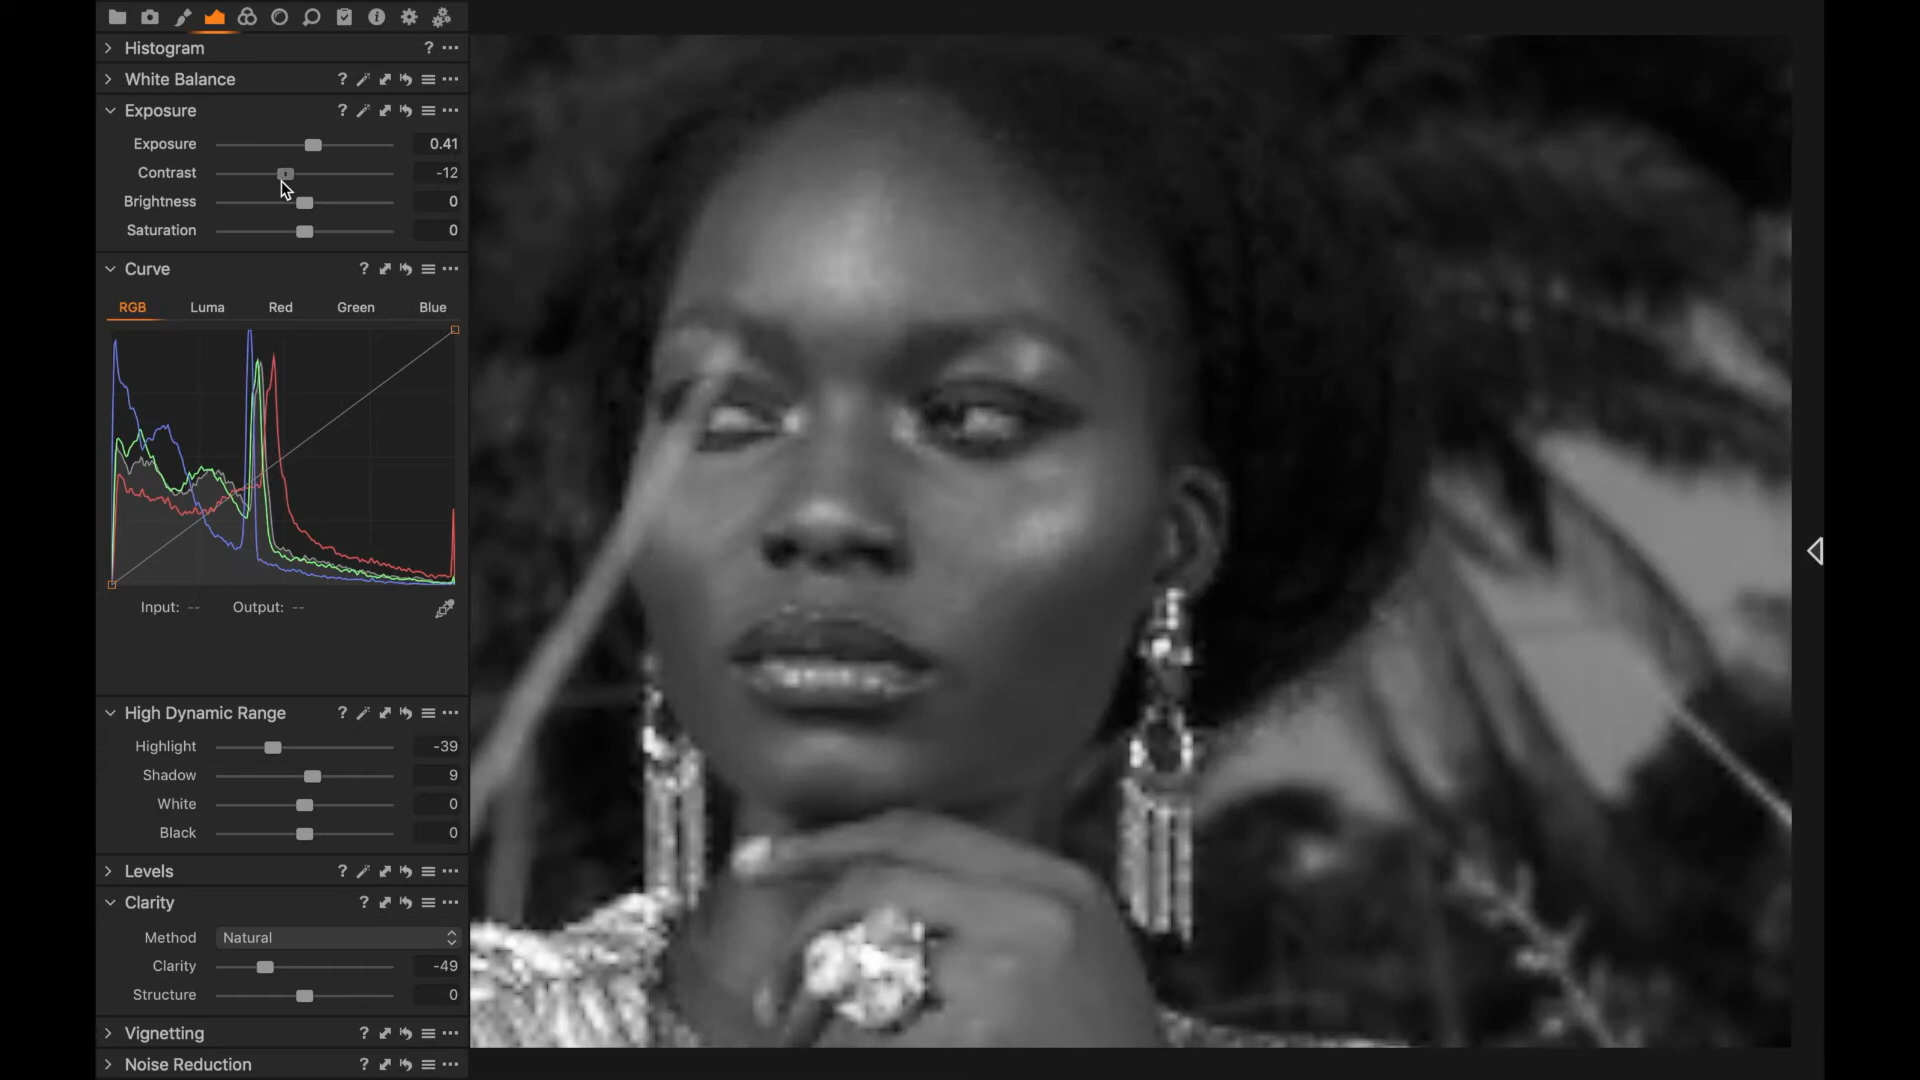 Histogram ?
White Balance ?
Exposure ?
Exposure 0.41
Contrast -12
Brightness 0
Saturation 0
Curve ?
RGB Luma Red Green Blue
Input: -- Output: --
High Dynamic Range ?
Highlight -39
Shadow 9
White 0
Black 0
Levels ?
Clarity ?
Method Natural
Clarity -49
Structure 0
Vignetting ?
Noise Reduction ?